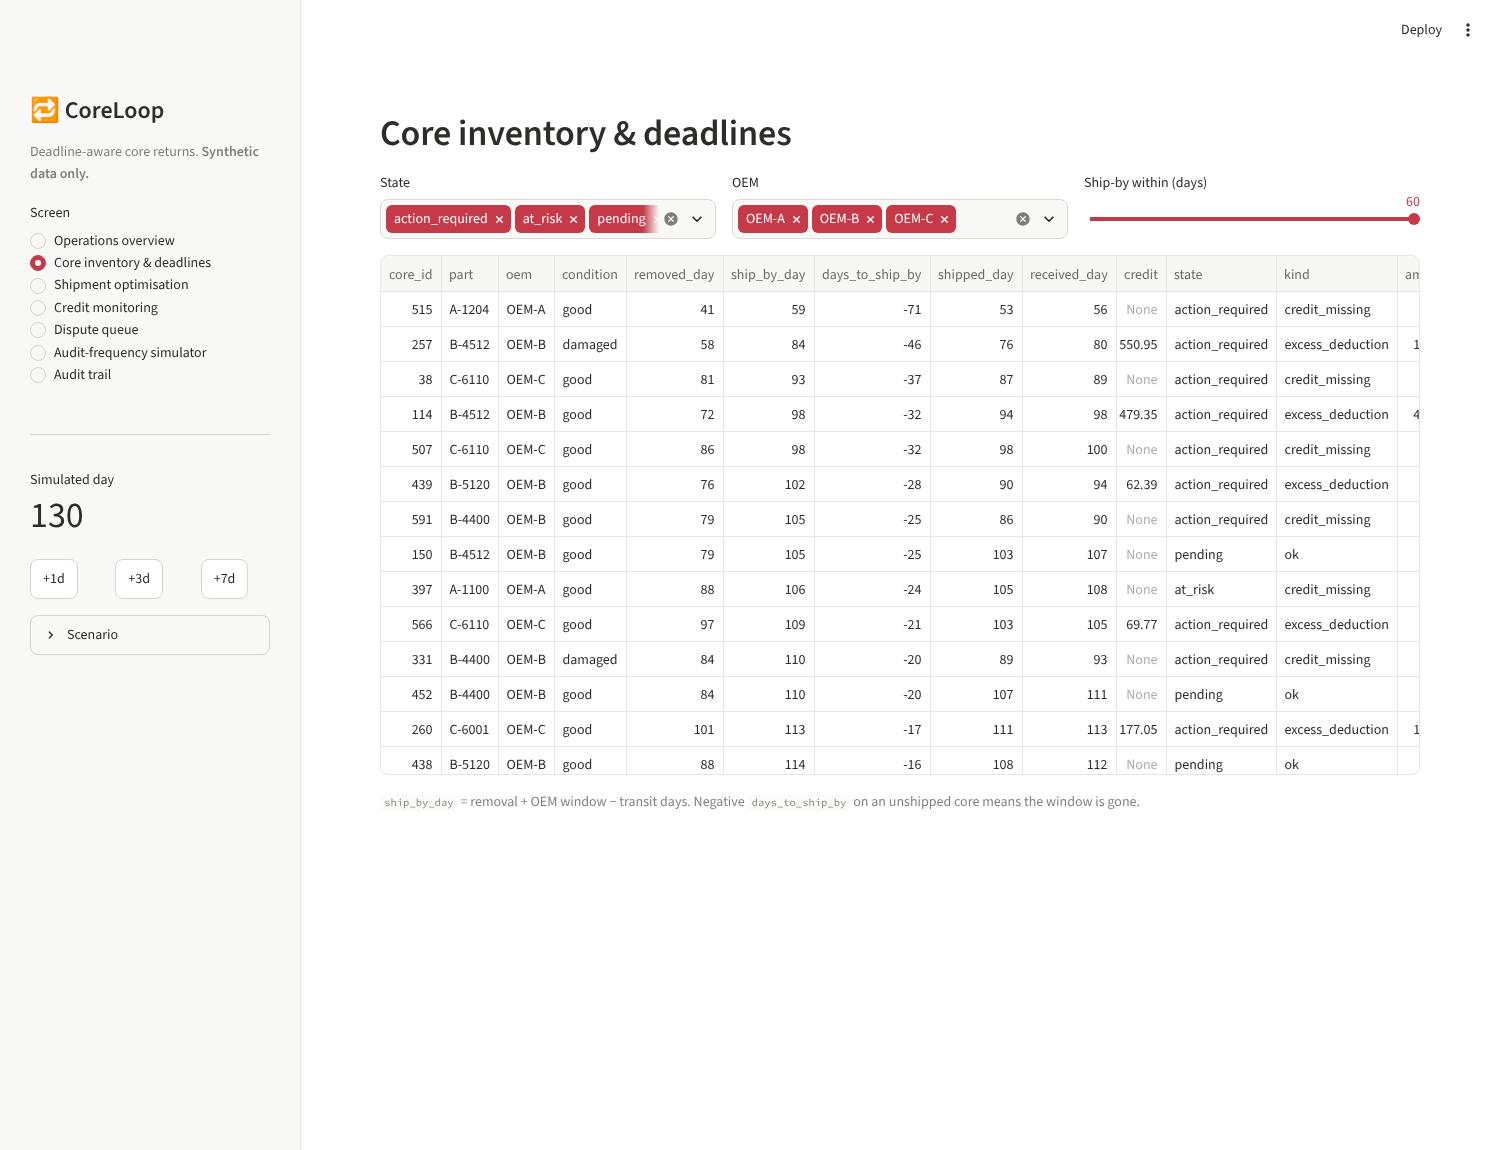 Deploy
🔁 CoreLoop
Deadline-aware core returns. Synthetic
data only.
Screen
Operations overview
Core inventory & deadlines
Shipment optimisation
Credit monitoring
Dispute queue
Audit-frequency simulator
Audit trail
Simulated day
130
+1d +3d +7d
Scenario
Core inventory & deadlines
State OEM Ship-by within (days)
60
action_required at_risk pending OEM-A OEM-B OEM-C
core_id part oem condition removed_day ship_by_day days_to_ship_by shipped_day received_day credit state kind
515 A-1204 OEM-A good 41 59 -71 53 56 None action_required credit_missing
257 B-4512 OEM-B damaged 58 84 -46 76 80 550.95 action_required excess_deduction 1
38 C-6110 OEM-C good 81 93 -37 87 89 None action_required credit_missing
114 B-4512 OEM-B good 72 98 -32 94 98 479.35 action_required excess_deduction 4
507 C-6110 OEM-C good 86 98 -32 98 100 None action_required credit_missing
439 B-5120 OEM-B good 76 102 -28 90 94 62.39 action_required excess_deduction
591 B-4400 OEM-B good 79 105 -25 86 90 None action_required credit_missing
150 B-4512 OEM-B good 79 105 -25 103 107 None pending ok
397 A-1100 OEM-A good 88 106 -24 105 108 None at_risk credit_missing
566 C-6110 OEM-C good 97 109 -21 103 105 69.77 action_required excess_deduction
331 B-4400 OEM-B damaged 84 110 -20 89 93 None action_required credit_missing
452 B-4400 OEM-B good 84 110 -20 107 111 None pending ok
260 C-6001 OEM-C good 101 113 -17 111 113 177.05 action_required excess_deduction 1
438 B-5120 OEM-B good 88 114 -16 108 112 None pending ok
ship_by_day = removal + OEM window − transit days. Negative days_to_ship_by on an unshipped core means the window is gone.